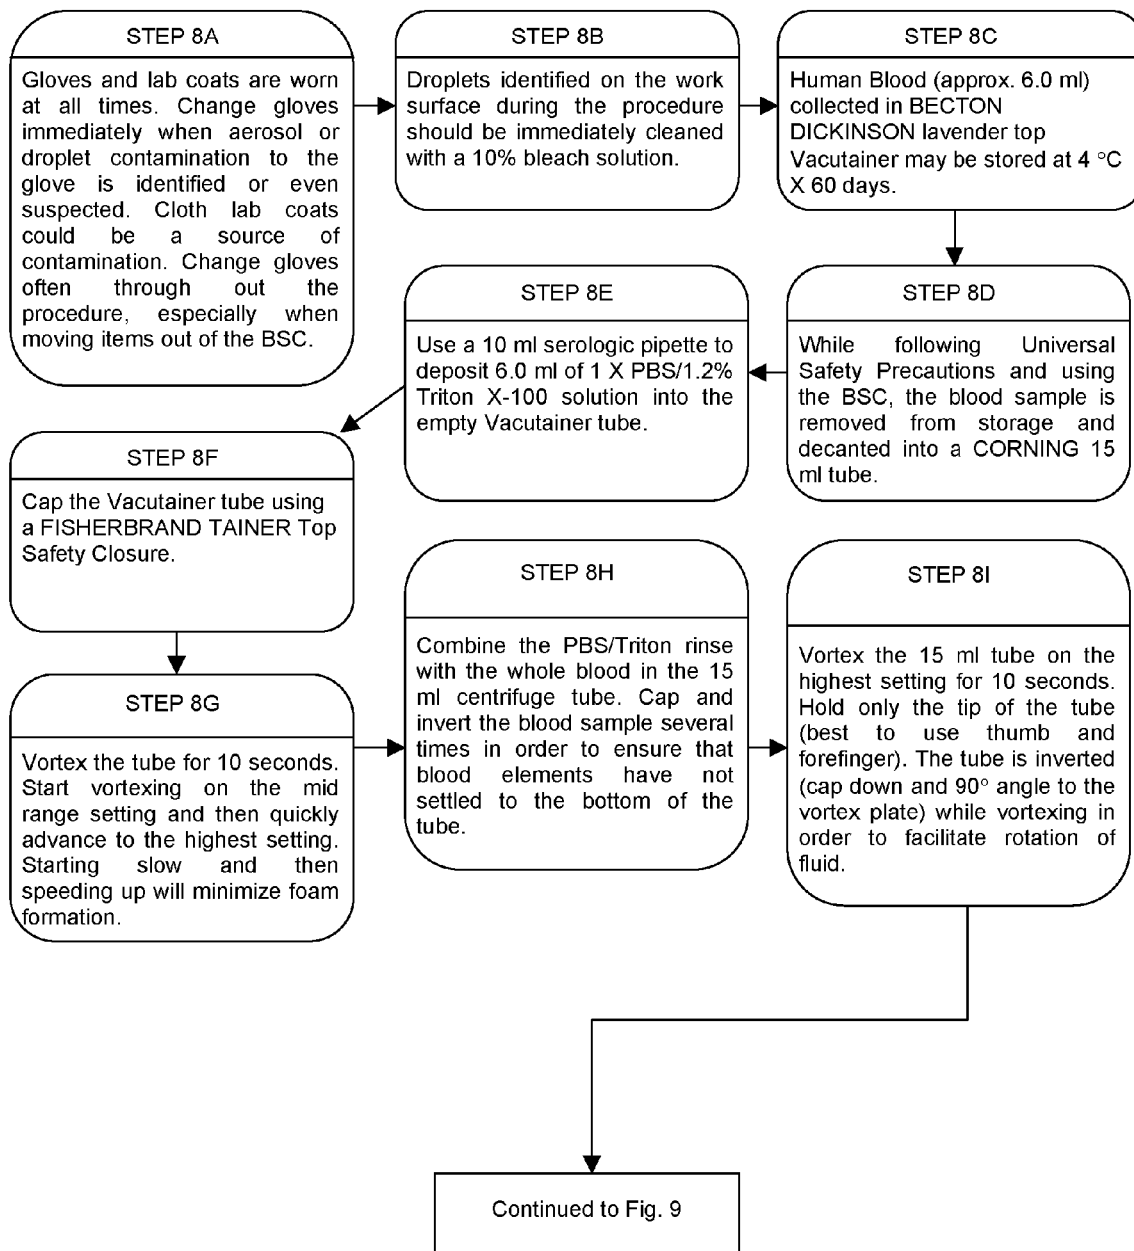 STEP 8A
Gloves and lab coats are worn
at all times. Change gloves
immediately when aerosol or
droplet contamination to the
glove is identified or even
suspected. Cloth lab coats
could be a source of
contamination. Change gloves
often through out the
procedure, especially when
moving items out of the BSC.
STEP 8B
Droplets identified on the work
surface during the procedure
should be immediately cleaned
with a 10% bleach solution.
STEP 8C
Human Blood (approx. 6.0 ml)
collected in BECTON
DICKINSON lavender top
Vacutainer may be stored at 4 °C
X 60 days.
STEP 8D
While following Universal
Safety Precautions and using
the BSC, the blood sample is
removed from storage and
decanted into a CORNING 15
ml tube.
STEP 8E
Use a 10 ml serologic pipette to
deposit 6.0 ml of 1 X PBS/1.2%
Triton X-100 solution into the
empty Vacutainer tube.
STEP 8F
Cap the Vacutainer tube using
a FISHERBRAND TAINER Top
Safety Closure.
STEP 8G
Vortex the tube for 10 seconds.
Start vortexing on the mid
range setting and then quickly
advance to the highest setting.
Starting slow and then
speeding up will minimize foam
formation.
STEP 8H
Combine the PBS/Triton rinse
with the whole blood in the 15
ml centrifuge tube. Cap and
invert the blood sample several
times in order to ensure that
blood elements have not
settled to the bottom of the
tube.
STEP 8I
Vortex the 15 ml tube on the
highest setting for 10 seconds.
Hold only the tip of the tube
(best to use thumb and
forefinger). The tube is inverted
(cap down and 90° angle to the
vortex plate) while vortexing in
order to facilitate rotation of
fluid.
Continued to Fig. 9